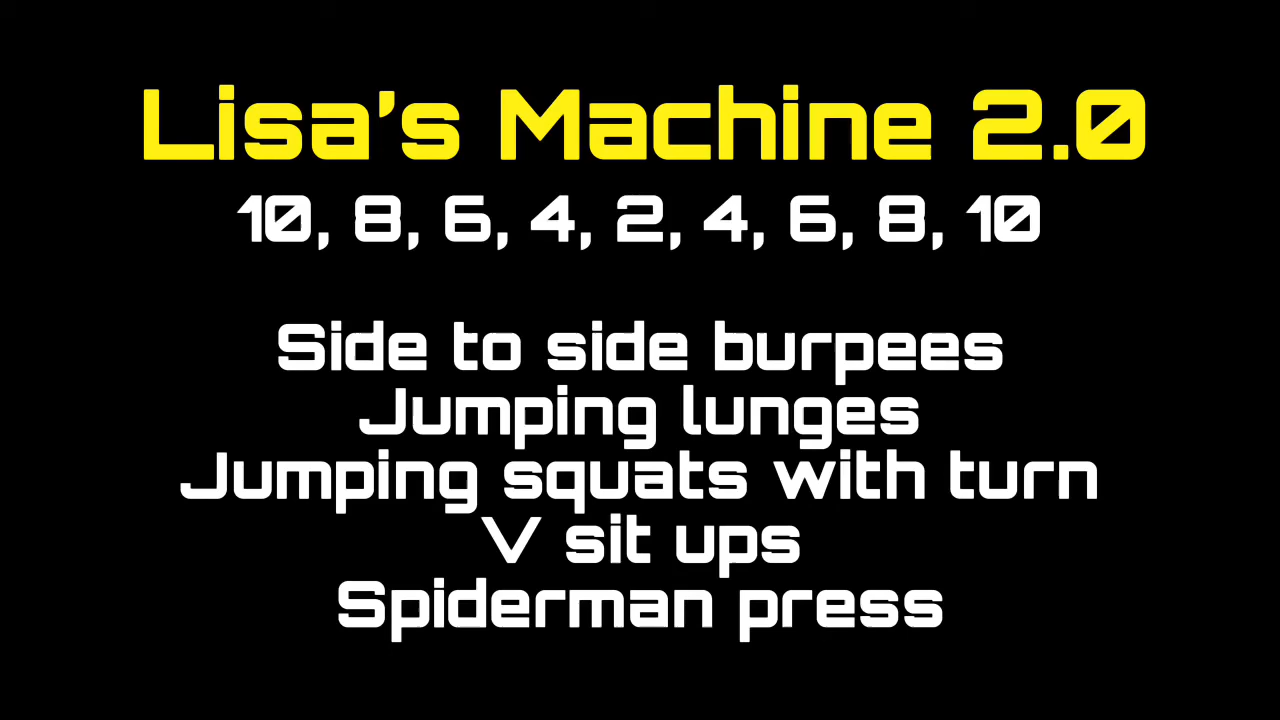 Lisa's Machine 2.0
10, 8, 6, 4, 2, 4, 6, 8, 10
Side to side burpees
Jumping lunges
Jumping squats with turn
V sit ups
Spiderman press